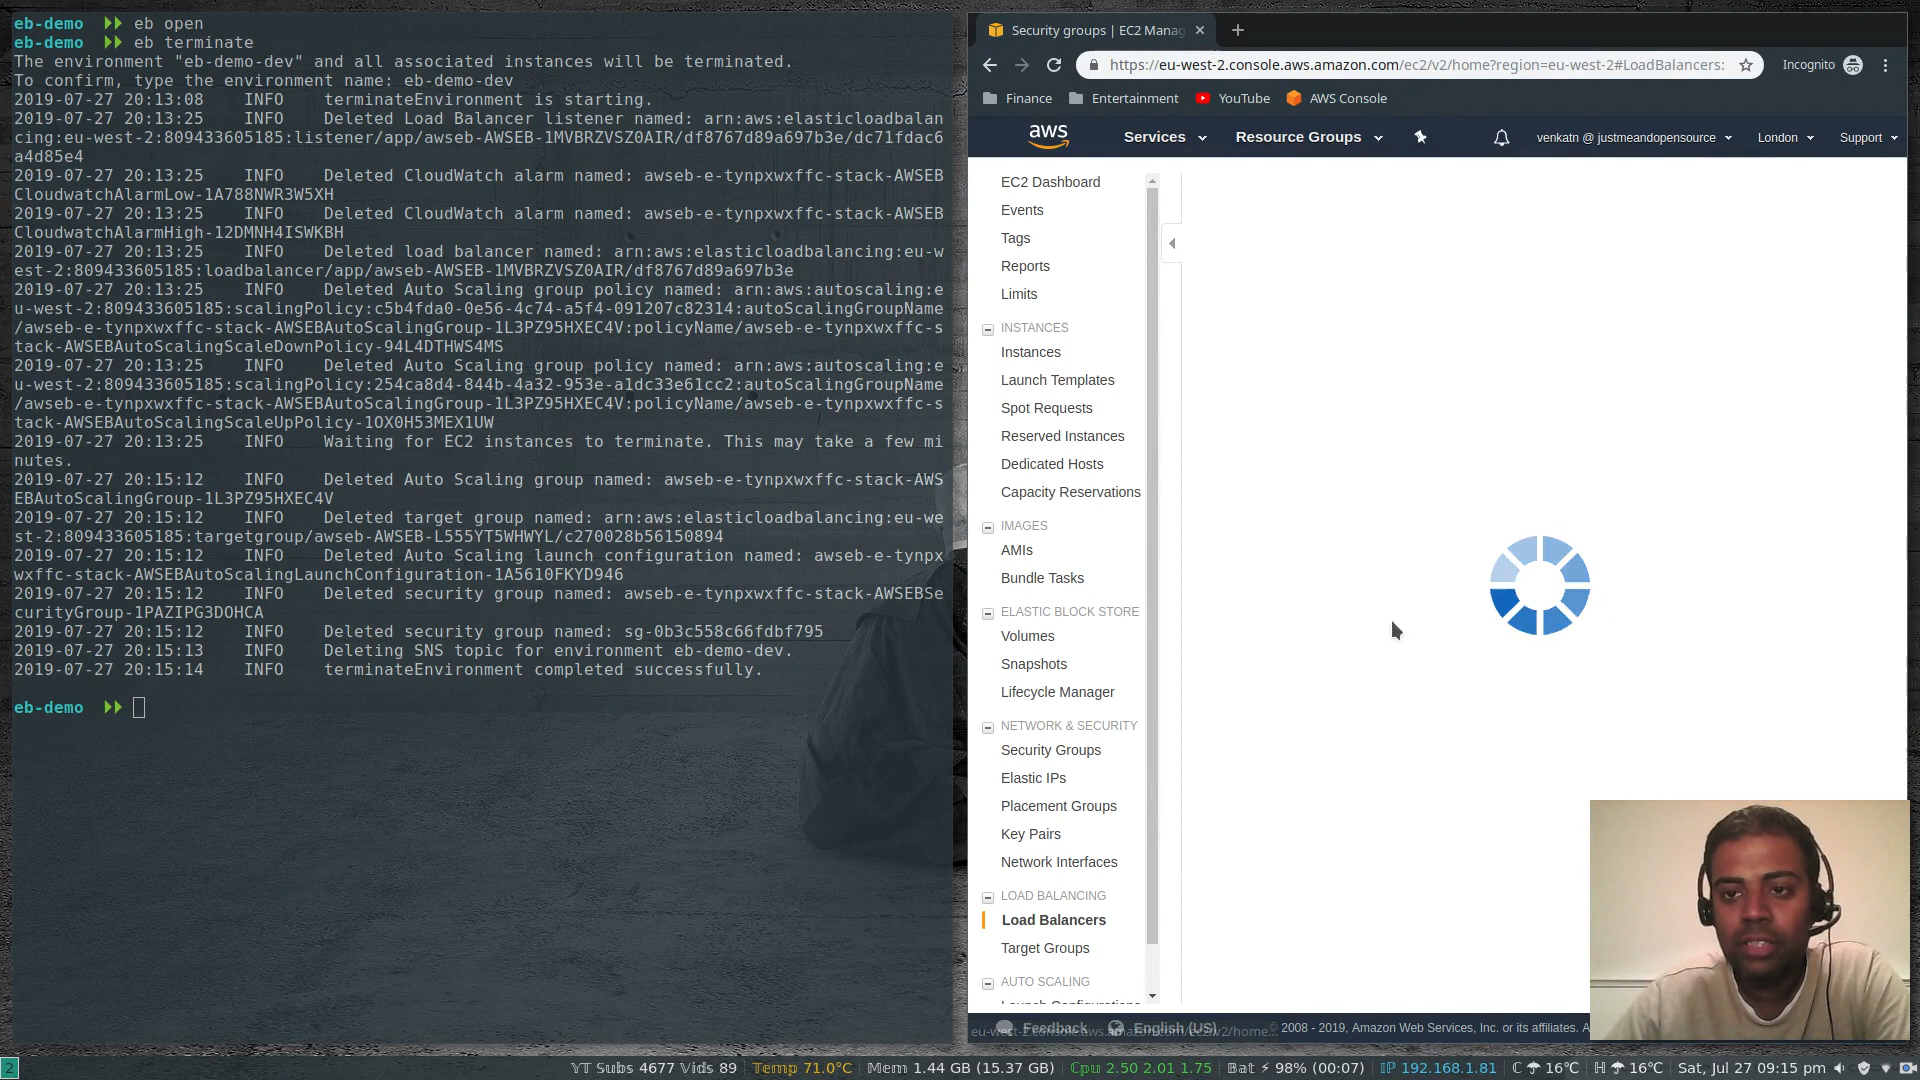 eb-demo eb open
eb-demo eb terminate
The environment "eb-demo-dev" and all associated instances will be terminated.
To confirm, type the environment name: eb-demo-dev
2019-07-27 20:13:08    INFO    terminateEnvironment is starting.
2019-07-27 20:13:25    INFO    Deleted Load Balancer listener named: arn:aws:elasticloadbalan
cing:eu-west-2:809433605185:listener/app/awseb-AWSEB-1MVBRZVSZ0AIR/df8767d89a697b3e/dc71fdac6
a4d85e4
2019-07-27 20:13:25    INFO    Deleted CloudWatch alarm named: awseb-e-tynpxwxffc-stack-AWSEB
CloudwatchAlarmLow-1A788NWR3W5XH
2019-07-27 20:13:25    INFO    Deleted CloudWatch alarm named: awseb-e-tynpxwxffc-stack-AWSEB
CloudwatchAlarmHigh-12DMNH4ISWKBH
2019-07-27 20:13:25    INFO    Deleted load balancer named: arn:aws:elasticloadbalancing:eu-w
est-2:809433605185:loadbalancer/app/awseb-AWSEB-1MVBRZVSZ0AIR/df8767d89a697b3e
2019-07-27 20:13:25    INFO    Deleted Auto Scaling group policy named: arn:aws:autoscaling:e
u-west-2:809433605185:scalingPolicy:c5b4fda0-0e56-4c74-a5f4-091207c82314:autoScalingGroupName
/awseb-e-tynpxwxffc-stack-AWSEBAutoScalingGroup-1L3PZ95HXEC4V:policyName/awseb-e-tynpxwxffc-s
tack-AWSEBAutoScalingScaleDownPolicy-94L4DTHWS4MS
2019-07-27 20:13:25    INFO    Deleted Auto Scaling group policy named: arn:aws:autoscaling:e
u-west-2:809433605185:scalingPolicy:254ca8d4-844b-4a32-953e-a1dc33e61cc2:autoScalingGroupName
/awseb-e-tynpxwxffc-stack-AWSEBAutoScalingGroup-1L3PZ95HXEC4V:policyName/awseb-e-tynpxwxffc-s
tack-AWSEBAutoScalingScaleUpPolicy-1OX0H53MEX1UW
2019-07-27 20:13:25    INFO    Waiting for EC2 instances to terminate. This may take a few mi
nutes.
2019-07-27 20:15:12    INFO    Deleted Auto Scaling group named: awseb-e-tynpxwxffc-stack-AWS
EBAutoScalingGroup-1L3PZ95HXEC4V
2019-07-27 20:15:12    INFO    Deleted target group named: arn:aws:elasticloadbalancing:eu-we
st-2:809433605185:targetgroup/awseb-AWSEB-L555YT5WHWYL/c270028b56150894
2019-07-27 20:15:12    INFO    Deleted Auto Scaling launch configuration named: awseb-e-tynpx
wxffc-stack-AWSEBAutoScalingLaunchConfiguration-1A5610FKYD946
2019-07-27 20:15:12    INFO    Deleted security group named: awseb-e-tynpxwxffc-stack-AWSEBSe
curityGroup-1PAZIPG3DOHCA
2019-07-27 20:15:12    INFO    Deleted security group named: sg-0b3c558c66fdbf795
2019-07-27 20:15:13    INFO    Deleting SNS topic for environment eb-demo-dev.
2019-07-27 20:15:14    INFO    terminateEnvironment completed successfully.
eb-demo
Security groups | EC2 Manag
https://eu-west-2.console.aws.amazon.com/ec2/v2/home?region=eu-west-2#LoadBalancers:
Incognito
Finance Entertainment YouTube AWS Console
aws Services Resource Groups venkatn @ justmeandopensource London Support
EC2 Dashboard
Events
Tags
Reports
Limits
INSTANCES
Instances
Launch Templates
Spot Requests
Reserved Instances
Dedicated Hosts
Capacity Reservations
IMAGES
AMIs
Bundle Tasks
ELASTIC BLOCK STORE
Volumes
Snapshots
Lifecycle Manager
NETWORK & SECURITY
Security Groups
Elastic IPs
Placement Groups
Key Pairs
Network Interfaces
LOAD BALANCING
Load Balancers
Target Groups
AUTO SCALING
Launch Configurations
Feedback English (US) © 2008 - 2019, Amazon Web Services, Inc. or its affiliates. A
eu-west-2.console.aws.amazon.com/ec2/v2/home...
2 YT Subs 4677 Vids 89 Temp 71.0°C Mem 1.44 GB (15.37 GB) Cpu 2.50 2.01 1.75 Bat ⚡ 98% (00:07) IP 192.168.1.81 C ☂ 16°C H ☂ 16°C Sat, Jul 27 09:15 pm